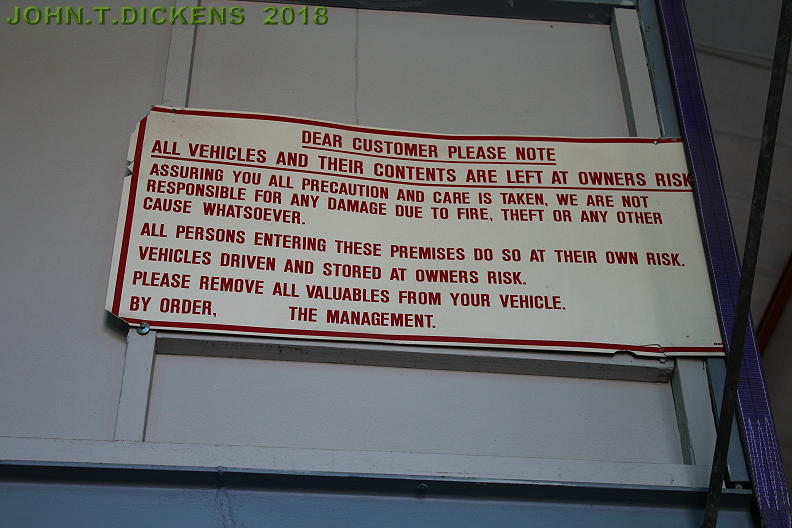 JOHN.T.DICKENS 2018
DEAR CUSTOMER PLEASE NOTE
ALL VEHICLES AND THEIR CONTENTS ARE LEFT AT OWNERS RISK
ASSURING YOU ALL PRECAUTION AND CARE IS TAKEN, WE ARE NOT
RESPONSIBLE FOR ANY DAMAGE DUE TO FIRE, THEFT OR ANY OTHER
CAUSE WHATSOEVER.
ALL PERSONS ENTERING THESE PREMISES DO SO AT THEIR OWN RISK.
VEHICLES DRIVEN AND STORED AT OWNERS RISK.
PLEASE REMOVE ALL VALUABLES FROM YOUR VEHICLE.
BY ORDER, THE MANAGEMENT.